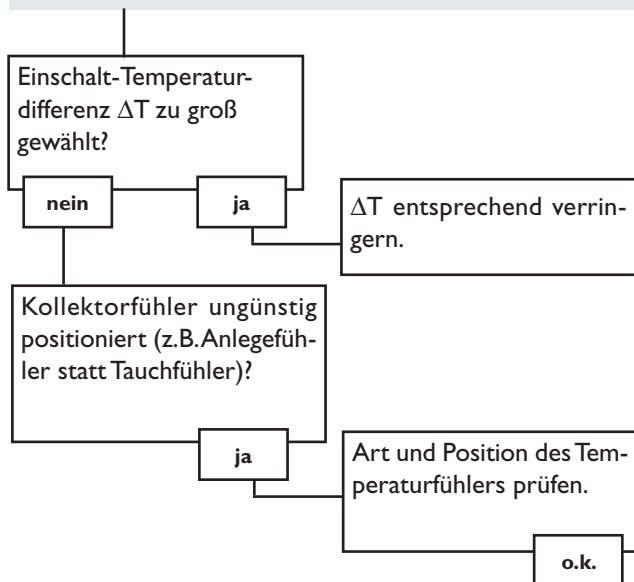 Einschalt-Temperatur-
differenz ΔT zu groß
gewählt?
nein
ja
ΔT entsprechend verrin-
gern.
Kollektorfühler ungünstig
positioniert (z.B. Anlegefüh-
ler statt Tauchfühler)?
ja
Art und Position des Tem-
peraturfühlers prüfen.
o.k.